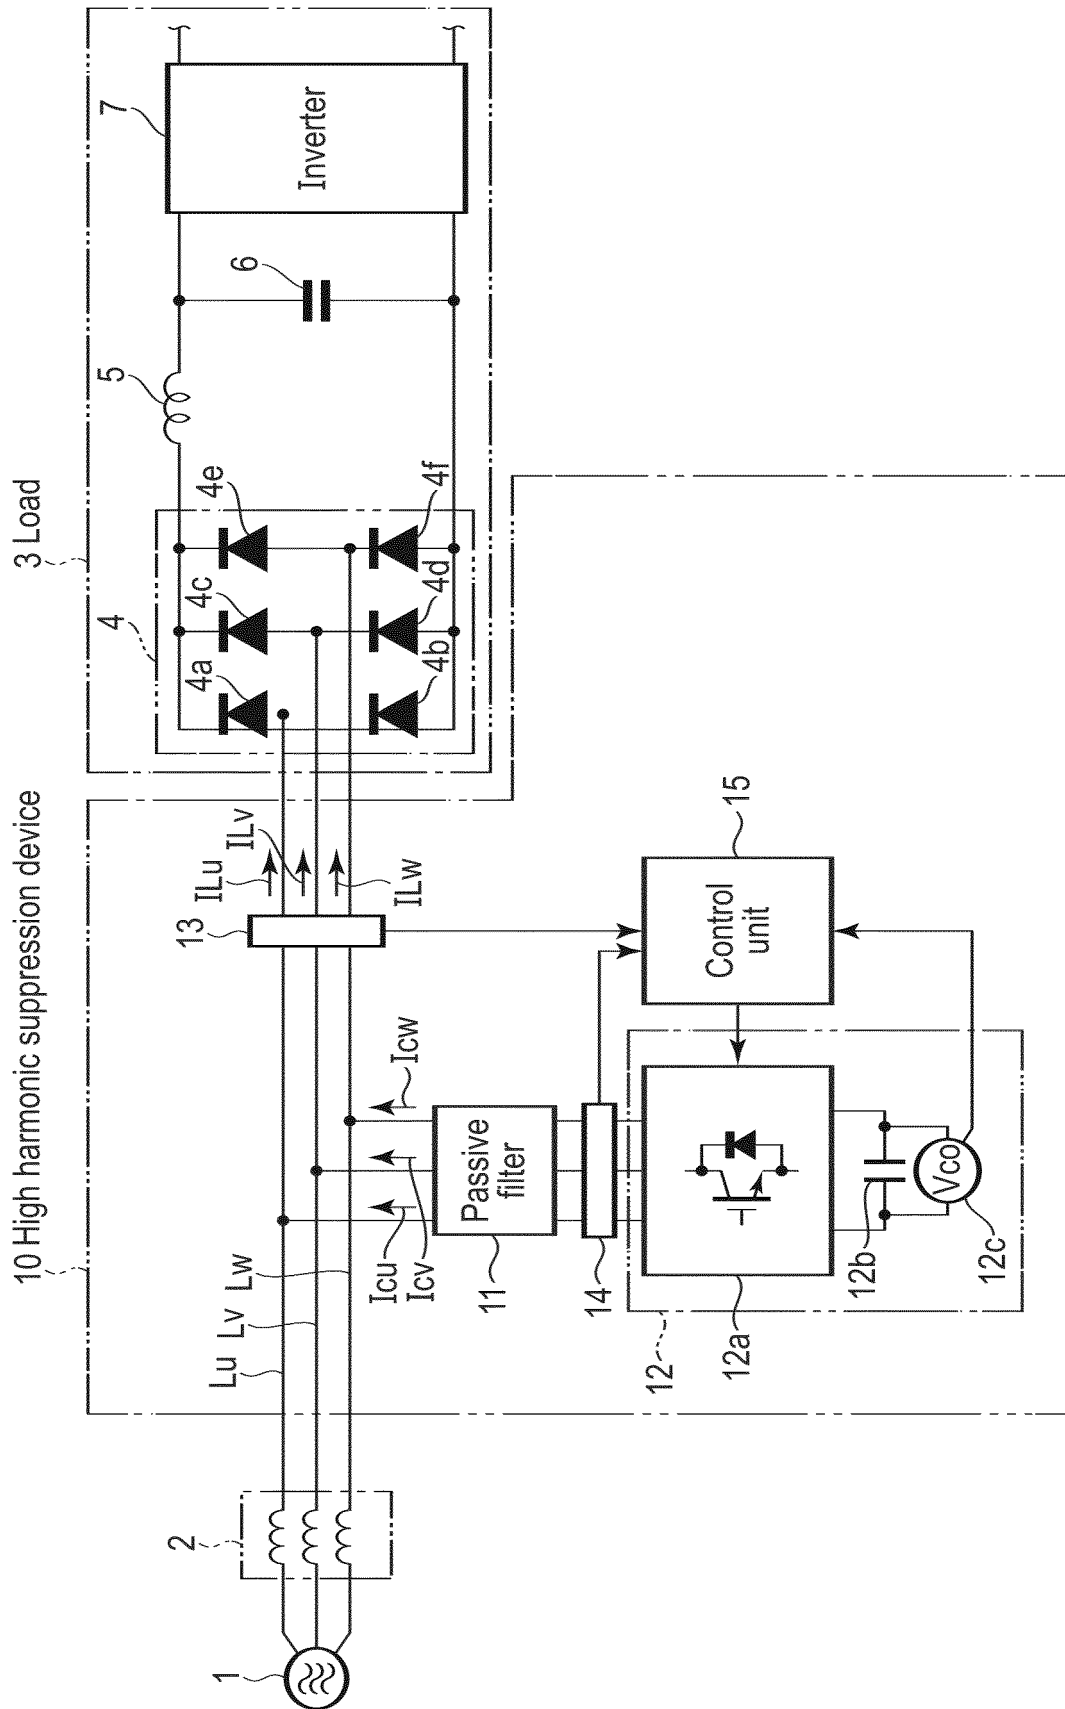 10 High harmonic suppression device
3 Load
1
2
Lu
Lv
Lw
Icu
Icv
Icw
13
ILu
ILv
ILw
4
4a
4c
4e
4b
4d
4f
5
6
7
Inverter
11
Passive
filter
14
12
12a
12b
12c
Vco
15
Control
unit